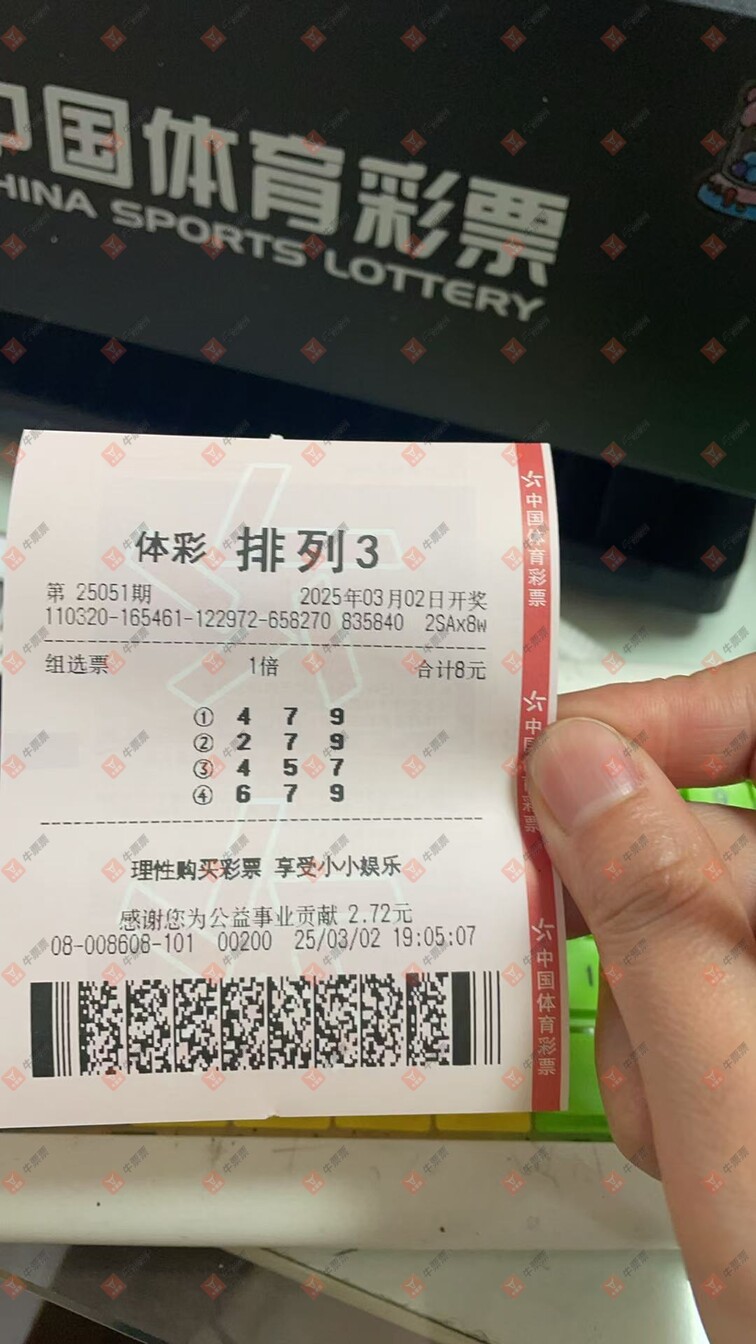 中国体育彩票
HINA SPORTS LOTTERY
体彩 排列3
第 25051期 2025年03月02日开奖
110320-165461-122972-658270 835840 2SAx8w
组选票 1倍 合计8元
① 4 7 9
② 2 7 9
③ 4 5 7
④ 6 7 9
理性购买彩票 享受小小娱乐
感谢您为公益事业贡献 2.72元
08-008608-101 00200 25/03/02 19:05:07
中国体育彩票
中国体育彩票
中国体育彩票
牛票票